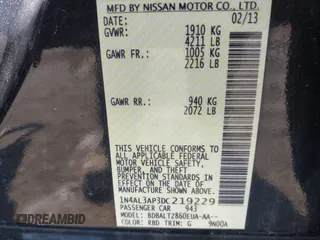 MFD BY NISSAN MOTOR CO., LTD.
DATE: 02/13
GVWR: 1910 KG
4211 LB
GAWR FR: 1005 KG
2216 LB
GAWR RR: 940 KG
2072 LB
THIS VEHICLE CONFORMS TO ALL
APPLICABLE FEDERAL MOTOR
VEHICLE SAFETY,
BUMPER, AND THEFT
PREVENTION STANDARDS IN
EFFECT ON THE DATE OF
MANUFACTURE SHOWN ABOVE.
1N4AL3AP3DC219229
PASSENGER CAR 943
MODEL: BDBALTZ860EUA-AA--
COLOR: RBD TRIM: G 9N00A
DREAMBID